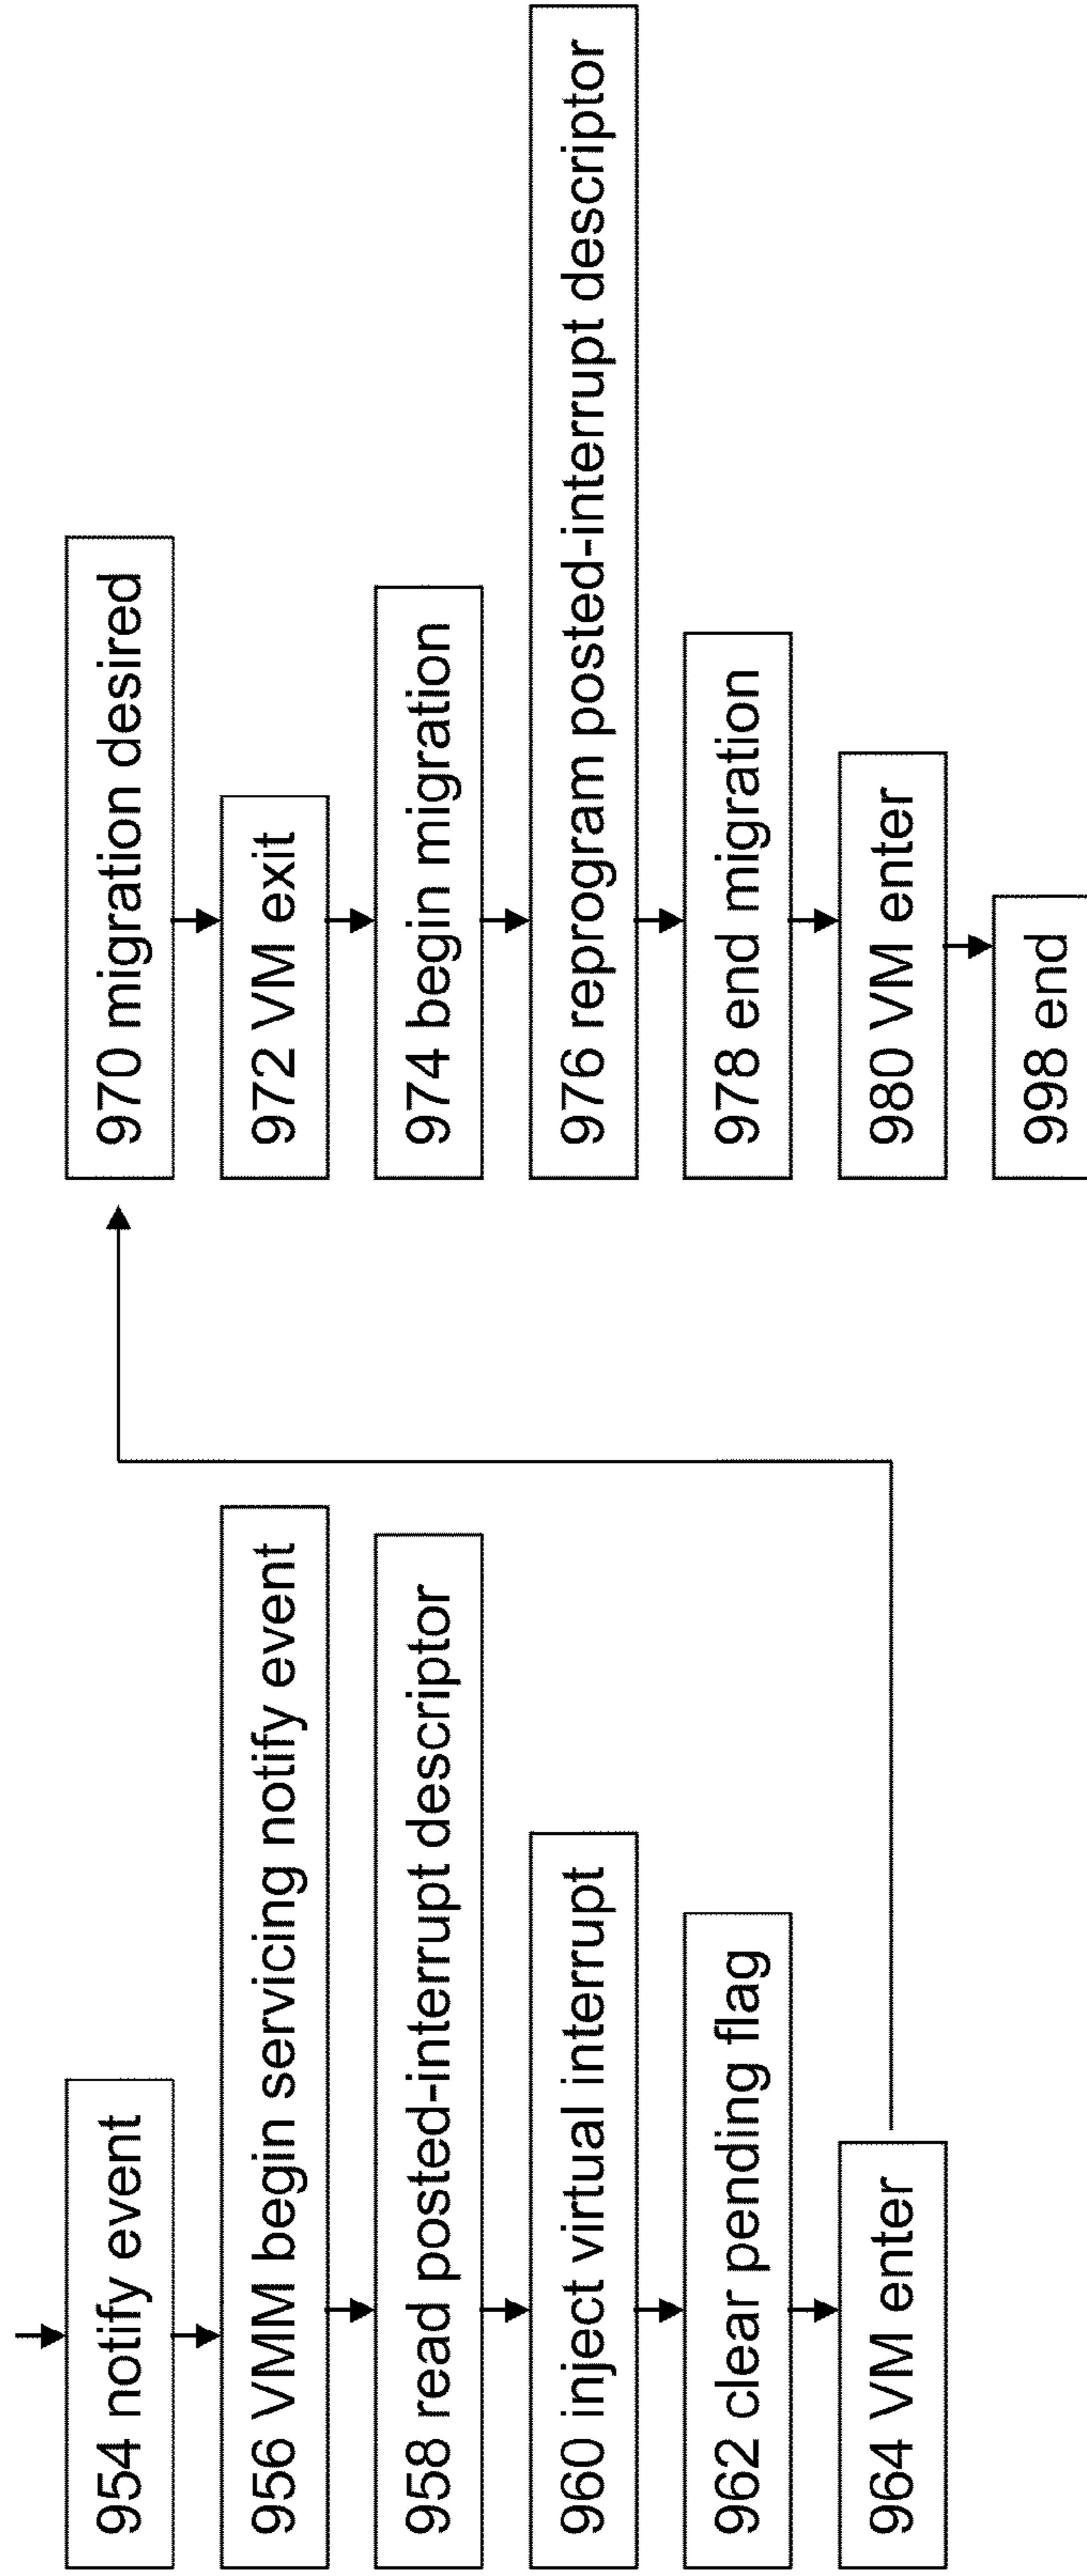 954 notify event
956 VMM begin servicing notify event
958 read posted-interrupt descriptor
960 inject virtual interrupt
962 clear pending flag
964 VM enter
970 migration desired
972 VM exit
974 begin migration
976 reprogram posted-interrupt descriptor
978 end migration
980 VM enter
998 end